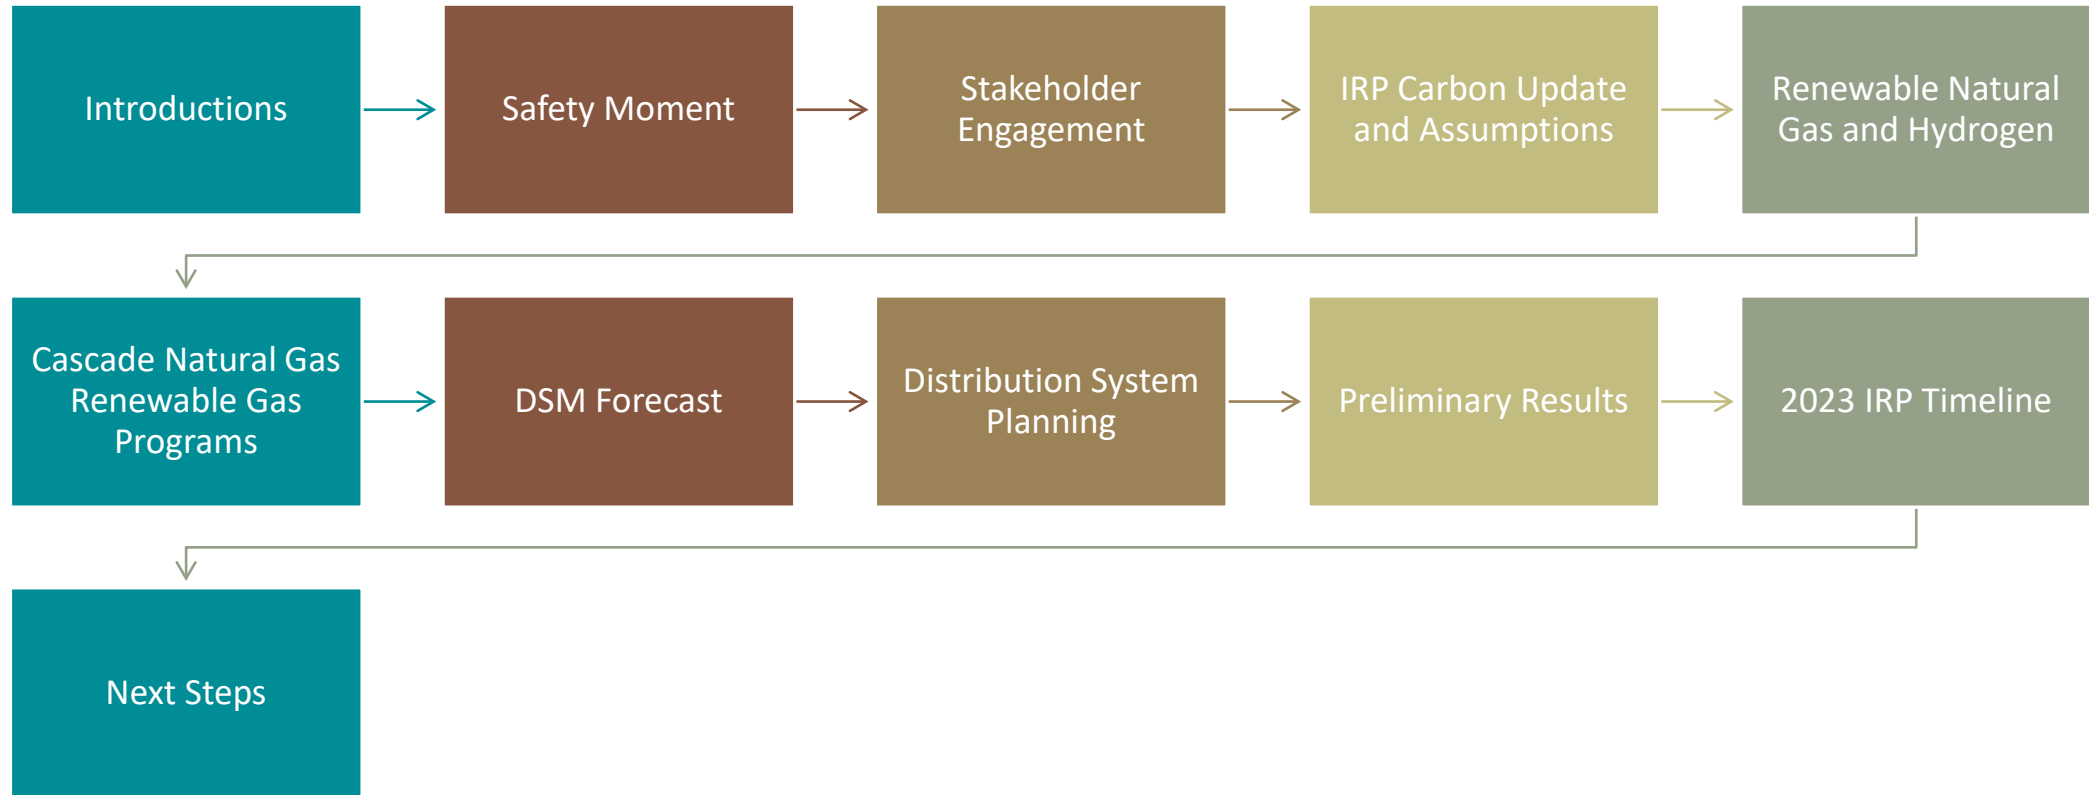 Introductions
Safety Moment
Stakeholder
Engagement
IRP Carbon Update
and Assumptions
Renewable Natural
Gas and Hydrogen
Cascade Natural Gas
Renewable Gas
Programs
DSM Forecast
Distribution System
Planning
Preliminary Results
2023 IRP Timeline
Next Steps